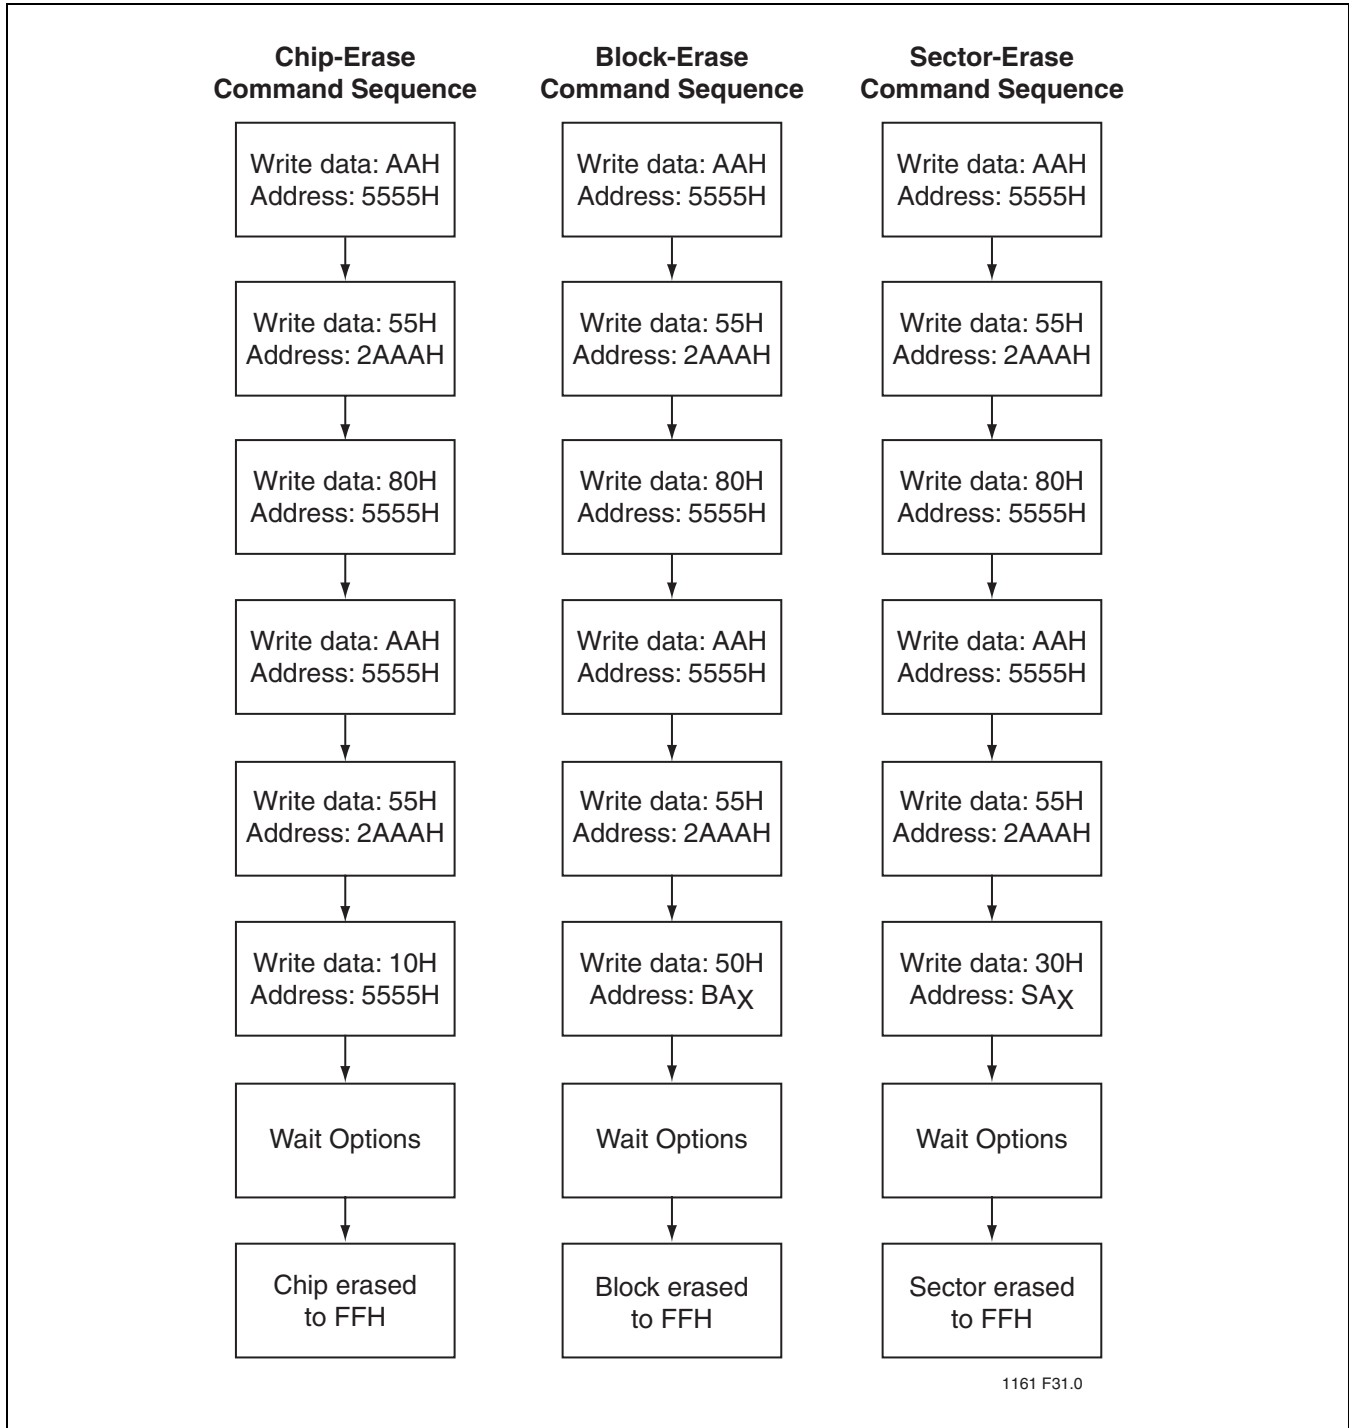 Chip-Erase
Command Sequence
Write data: AAH
Address: 5555H
Write data: 55H
Address: 2AAAH
Write data: 80H
Address: 5555H
Write data: AAH
Address: 5555H
Write data: 55H
Address: 2AAAH
Write data: 10H
Address: 5555H
Wait Options
Chip erased
to FFH
Block-Erase
Command Sequence
Write data: AAH
Address: 5555H
Write data: 55H
Address: 2AAAH
Write data: 80H
Address: 5555H
Write data: AAH
Address: 5555H
Write data: 55H
Address: 2AAAH
Write data: 50H
Address: BAX
Wait Options
Block erased
to FFH
Sector-Erase
Command Sequence
Write data: AAH
Address: 5555H
Write data: 55H
Address: 2AAAH
Write data: 80H
Address: 5555H
Write data: AAH
Address: 5555H
Write data: 55H
Address: 2AAAH
Write data: 30H
Address: SAX
Wait Options
Sector erased
to FFH
1161 F31.0